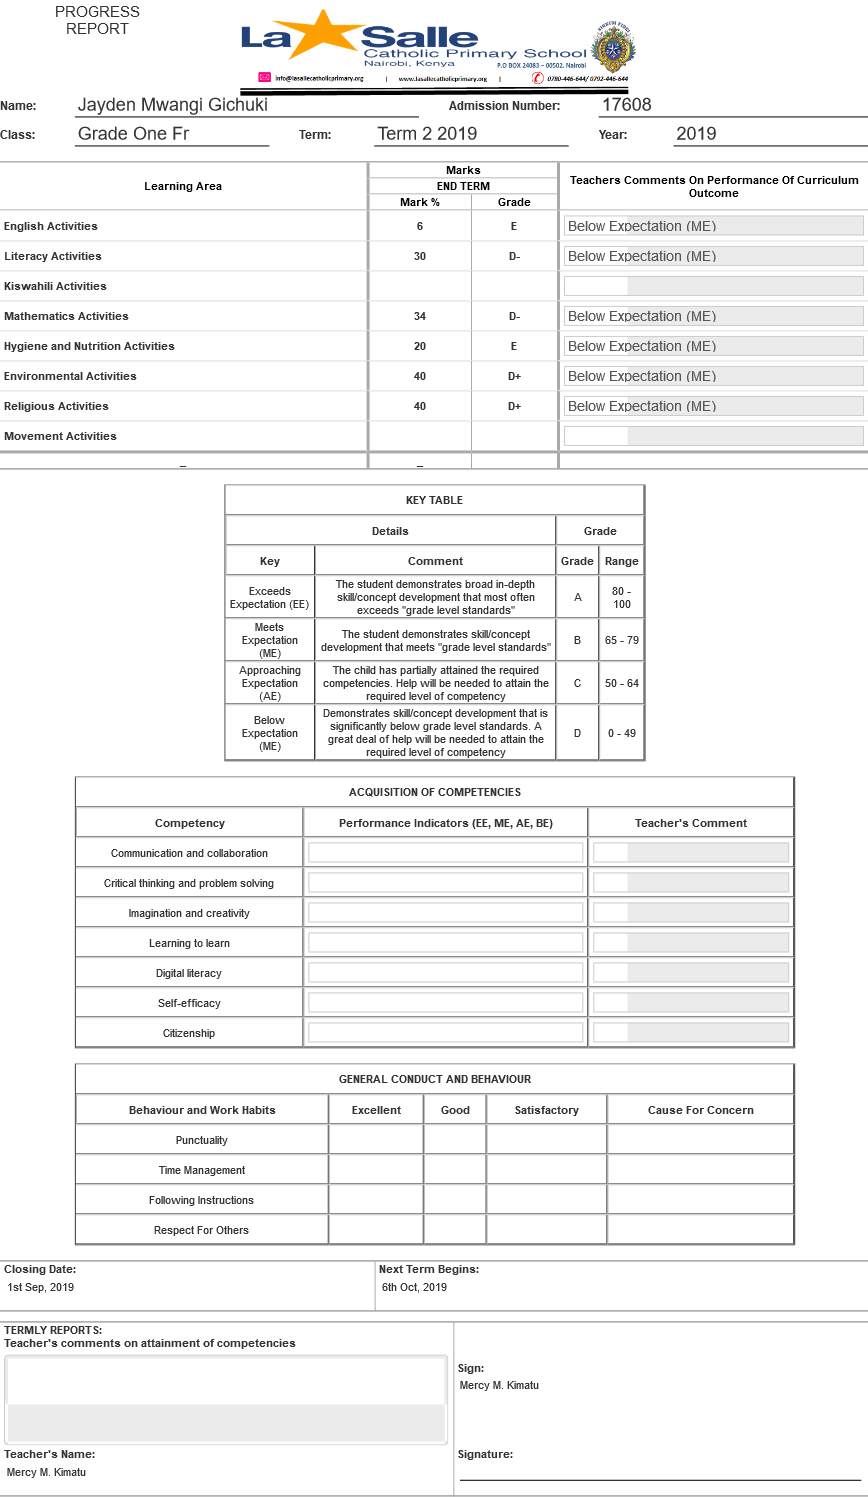 PROGRESS
REPORT
La Salle
Catholic Primary School
Nairobi, Kenya
P.O BOX 24083 – 00502, Nairobi
info@lasallecatholicprimary.org | www.lasallecatholicprimary.org | 0780-446-644/ 0792-446-644
Name: Jayden Mwangi Gichuki Admission Number: 17608
Class: Grade One Fr Term: Term 2 2019 Year: 2019
Learning Area Marks Teachers Comments On Performance Of Curriculum Outcome
END TERM
Mark % Grade
English Activities 6 E Below Expectation (ME)
Literacy Activities 30 D- Below Expectation (ME)
Kiswahili Activities
Mathematics Activities 34 D- Below Expectation (ME)
Hygiene and Nutrition Activities 20 E Below Expectation (ME)
Environmental Activities 40 D+ Below Expectation (ME)
Religious Activities 40 D+ Below Expectation (ME)
Movement Activities
_ _
KEY TABLE
Details Grade
Key Comment Grade Range
Exceeds Expectation (EE) The student demonstrates broad in-depth skill/concept development that most often exceeds "grade level standards" A 80 - 100
Meets Expectation (ME) The student demonstrates skill/concept development that meets "grade level standards" B 65 - 79
Approaching Expectation (AE) The child has partially attained the required competencies. Help will be needed to attain the required level of competency C 50 - 64
Below Expectation (ME) Demonstrates skill/concept development that is significantly below grade level standards. A great deal of help will be needed to attain the required level of competency D 0 - 49
ACQUISITION OF COMPETENCIES
Competency Performance Indicators (EE, ME, AE, BE) Teacher's Comment
Communication and collaboration
Critical thinking and problem solving
Imagination and creativity
Learning to learn
Digital literacy
Self-efficacy
Citizenship
GENERAL CONDUCT AND BEHAVIOUR
Behaviour and Work Habits Excellent Good Satisfactory Cause For Concern
Punctuality
Time Management
Following Instructions
Respect For Others
Closing Date: Next Term Begins:
1st Sep, 2019 6th Oct, 2019
TERMLY REPORTS:
Teacher's comments on attainment of competencies
Sign:
Mercy M. Kimatu
Teacher's Name: Signature:
Mercy M. Kimatu